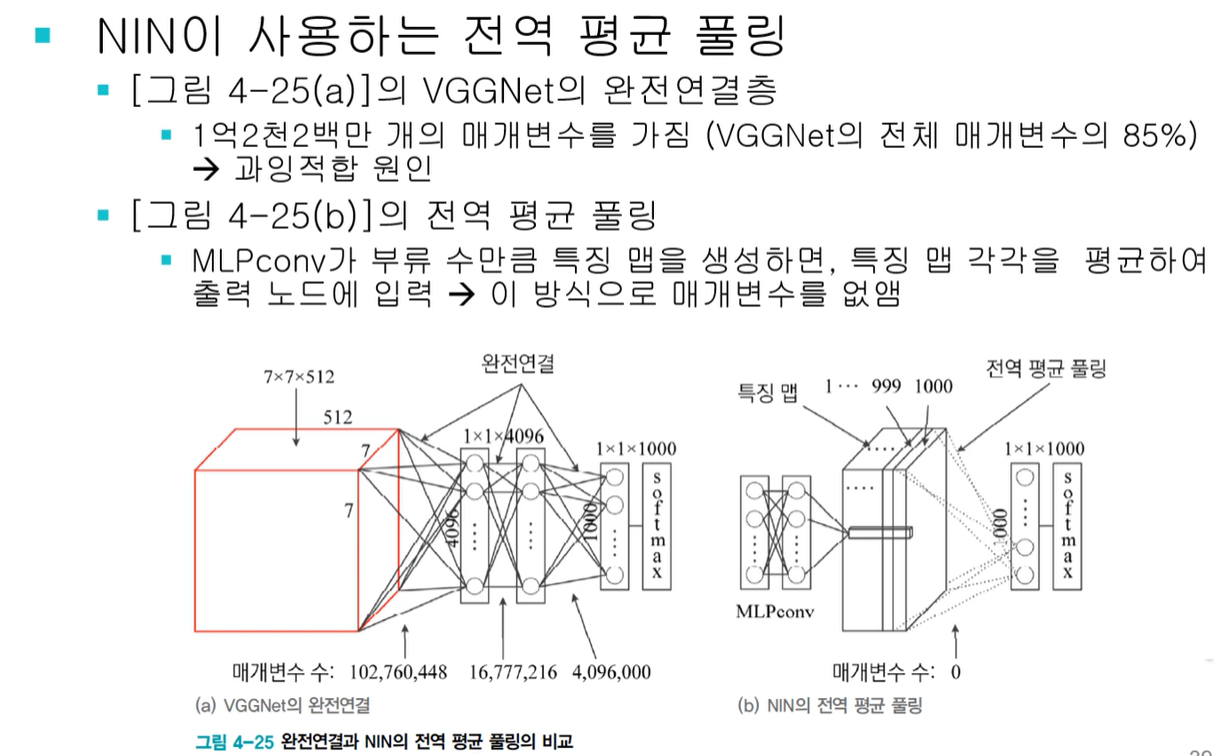 NIN이 사용하는 전역 평균 풀링
[그림 4-25(a)]의 VGGNet의 완전연결층
1억2천2백만 개의 매개변수를 가짐 (VGGNet의 전체 매개변수의 85%)
→ 과잉적합 원인
[그림 4-25(b)]의 전역 평균 풀링
MLPconv가 부류 수만큼 특징 맵을 생성하면, 특징 맵 각각을 평균하여
출력 노드에 입력 → 이 방식으로 매개변수를 없앰
7×7×512
512
7
7
완전연결
1×1×4096
4096
1×1×1000
1000
softmax
매개변수 수: 102,760,448 16,777,216 4,096,000
(a) VGGNet의 완전연결
특징 맵
1··· 999 1000
전역 평균 풀링
1×1×1000
softmax
MLPconv
매개변수 수: 0
(b) NIN의 전역 평균 풀링
그림 4-25 완전연결과 NIN의 전역 평균 풀링의 비교